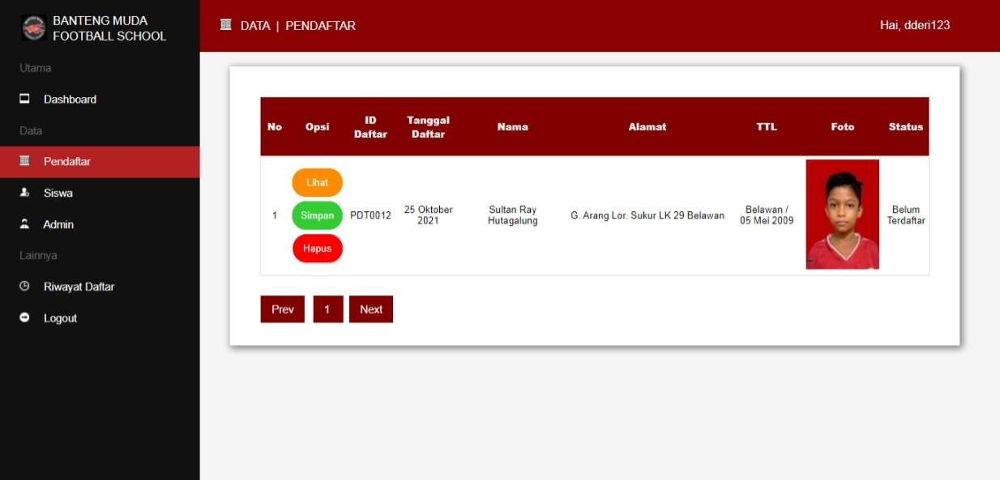 BANTENG MUDA
FOOTBALL SCHOOL
Utama
Dashboard
Data
Pendaftar
Siswa
Admin
Lainnya
Riwayat Daftar
Logout
DATA | PENDAFTAR
Hai, dderi123
No Opsi ID Daftar Tanggal Daftar Nama Alamat TTL Foto Status
Lihat
Simpan
Hapus
1
PDT0012
25 Oktober
2021
Sultan Ray
Hutagalung
G. Arang Lor. Sukur LK 29 Belawan
Belawan /
05 Mei 2009
Belum
Terdaftar
Prev 1 Next